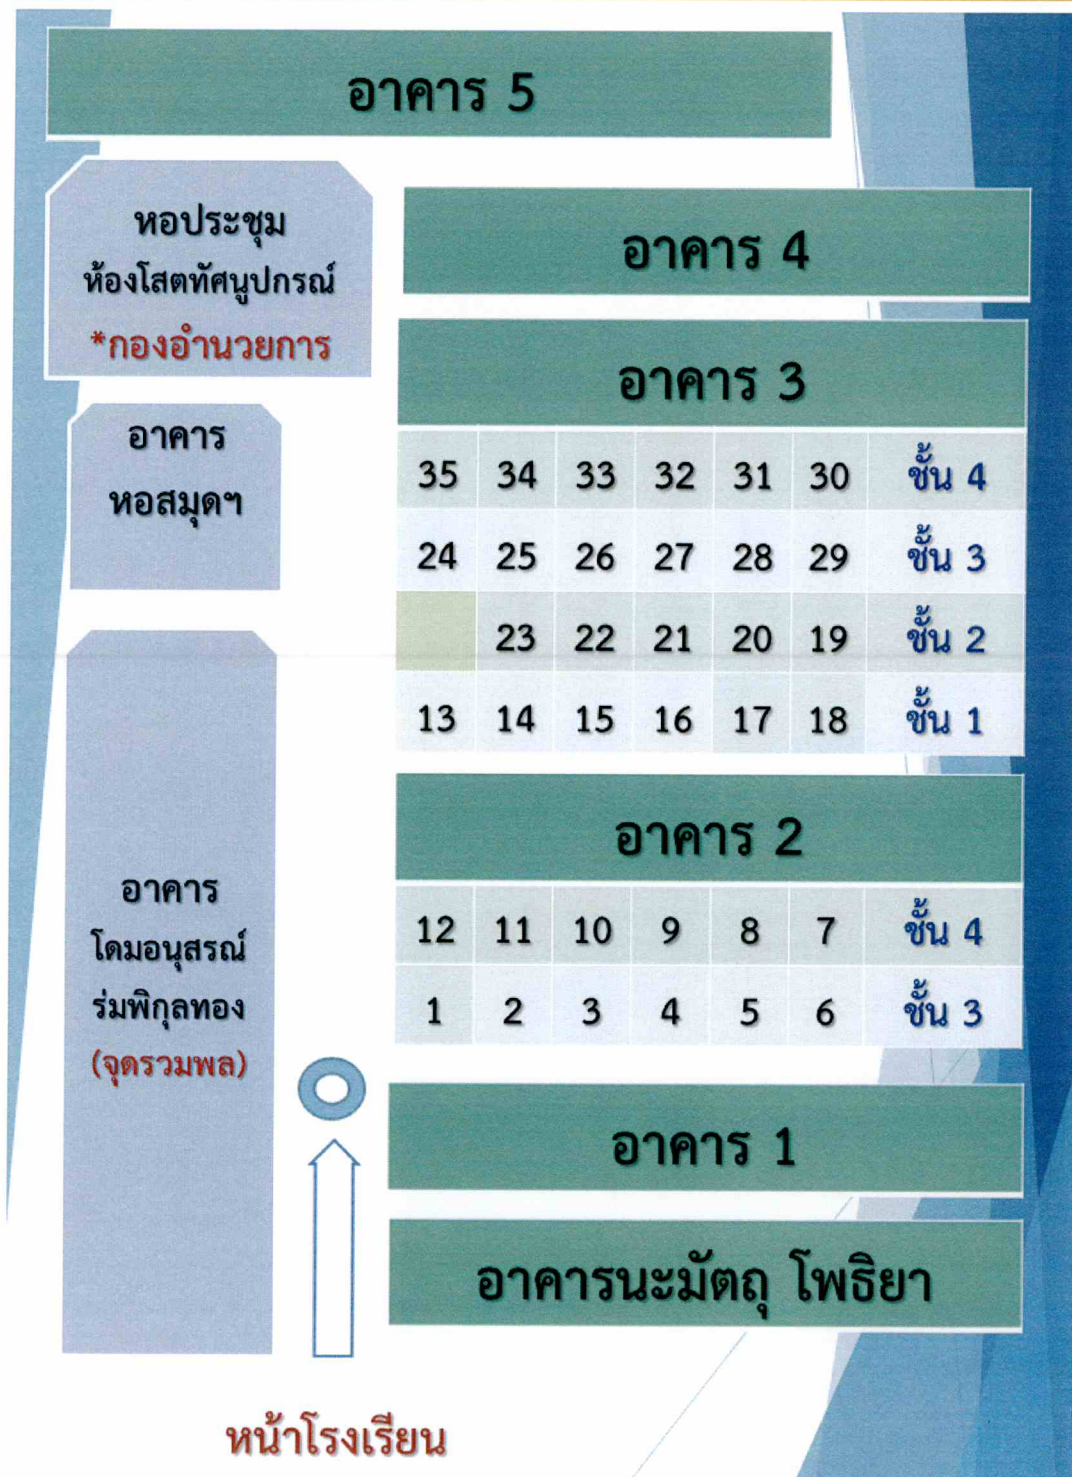 อาคาร 5
หอประชุม
ห้องโสตทัศนูปกรณ์
*กองอำนวยการ
อาคาร 4
อาคาร
หอสมุดฯ
อาคาร 3
35 34 33 32 31 30 ชั้น 4
24 25 26 27 28 29 ชั้น 3
23 22 21 20 19 ชั้น 2
13 14 15 16 17 18 ชั้น 1
อาคาร
โดมอนุสรณ์
ร่มพิกุลทอง
(จุดรวมพล)
อาคาร 2
12 11 10 9 8 7 ชั้น 4
1 2 3 4 5 6 ชั้น 3
อาคาร 1
อาคารนะมัตถุ โพธิยา
หน้าโรงเรียน